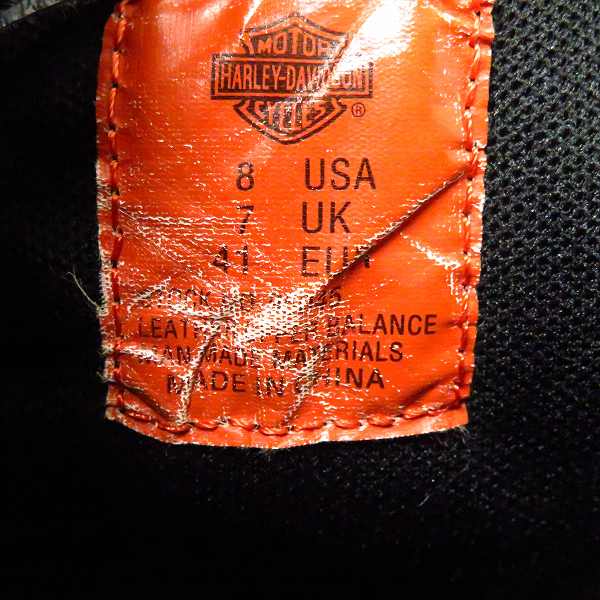 MOTOR
HARLEY-DAVIDSON
CYCLES
®
8 USA
7 UK
41 EUR
STOCK
LEATHER UPPER BALANCE
MAN MADE MATERIALS
MADE IN CHINA